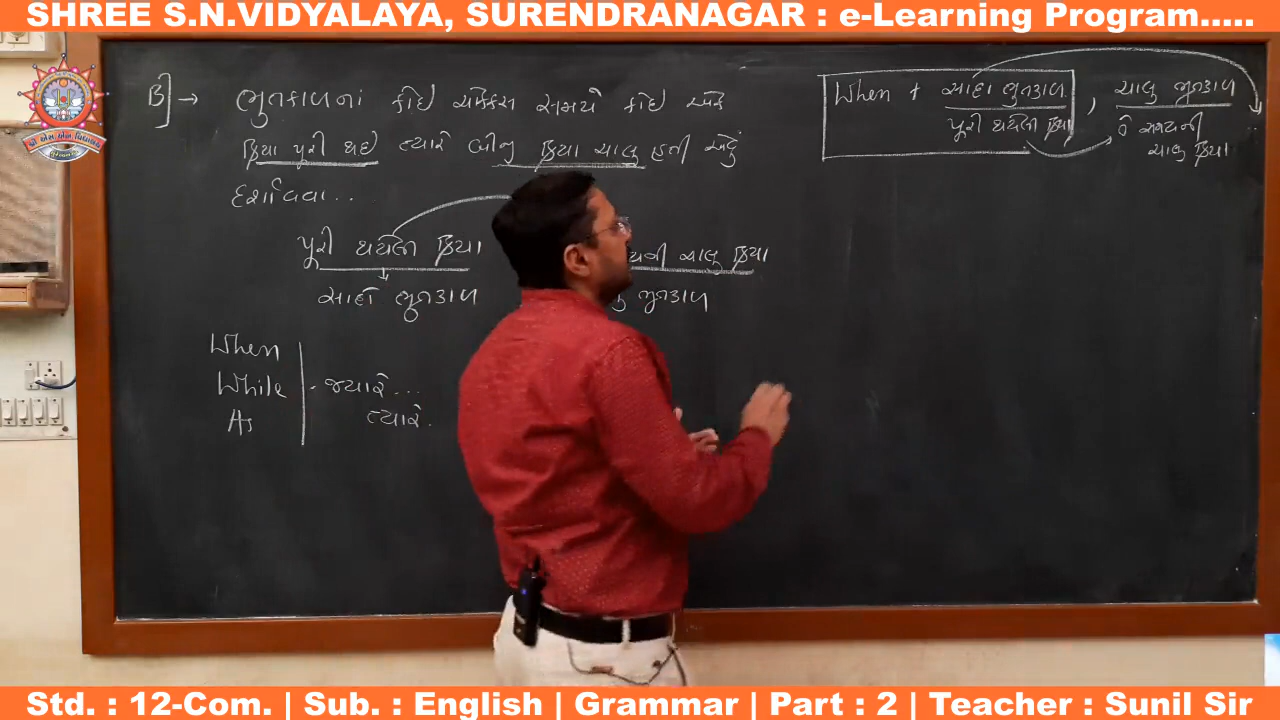 SHREE S.N.VIDYALAYA, SURENDRANAGAR : e-Learning Program.....
B] → ભુતકાળનાં કોઈ ચોક્કસ સમયે કોઈ એક
ક્રિયા પૂરી થઈ ત્યારે બીજુ ક્રિયા ચાલુ હતી એવું
દર્શાવવા...
પૂરી થયેલી ક્રિયા
ચાલુ ક્રિયા
↓
સાદો ભુતકાળ
ભુતકાળ
When
While - જ્યારે...
As ત્યારે.
When + સાદો ભુતકાળ, ચાલુ ભુતકાળ
પૂરી થયેલી ક્રિયા
તે સમયની
ચાલુ ક્રિયા
Std. : 12-Com. | Sub. : English | Grammar | Part : 2 | Teacher : Sunil Sir